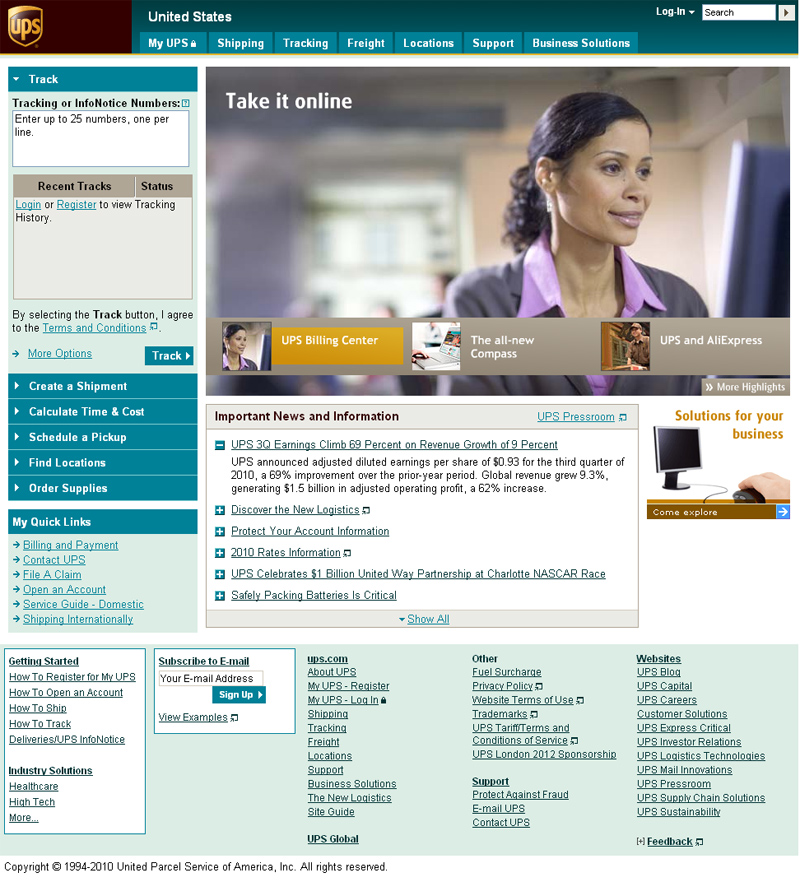 ups
United States
Log-In
Search
My UPS
Shipping
Tracking
Freight
Locations
Support
Business Solutions
Track
Tracking or InfoNotice Numbers:
Enter up to 25 numbers, one per
line.
Recent Tracks
Status
Login or Register to view Tracking
History.
By selecting the Track button, I agree
to the Terms and Conditions.
More Options
Track
Create a Shipment
Calculate Time & Cost
Schedule a Pickup
Find Locations
Order Supplies
My Quick Links
Billing and Payment
Contact UPS
File A Claim
Open an Account
Service Guide - Domestic
Shipping Internationally
Take it online
UPS Billing Center
The all-new
Compass
UPS and AliExpress
» More Highlights
Important News and Information
UPS Pressroom
UPS 3Q Earnings Climb 69 Percent on Revenue Growth of 9 Percent
UPS announced adjusted diluted earnings per share of $0.93 for the third quarter of
2010, a 69% improvement over the prior-year period. Global revenue grew 9.3%,
generating $1.5 billion in adjusted operating profit, a 62% increase.
Discover the New Logistics
Protect Your Account Information
2010 Rates Information
UPS Celebrates $1 Billion United Way Partnership at Charlotte NASCAR Race
Safely Packing Batteries Is Critical
Show All
Solutions for your
business
Come explore
Getting Started
How To Register for My UPS
How To Open an Account
How To Ship
How To Track
Deliveries/UPS InfoNotice
Industry Solutions
Healthcare
High Tech
More...
Subscribe to E-mail
Your E-mail Address
Sign Up
View Examples
ups.com
About UPS
My UPS - Register
My UPS - Log In
Shipping
Tracking
Freight
Locations
Support
Business Solutions
The New Logistics
Site Guide
UPS Global
Other
Fuel Surcharge
Privacy Policy
Website Terms of Use
Trademarks
UPS Tariff/Terms and
Conditions of Service
UPS London 2012 Sponsorship
Support
Protect Against Fraud
E-mail UPS
Contact UPS
Websites
UPS Blog
UPS Capital
UPS Careers
Customer Solutions
UPS Express Critical
UPS Investor Relations
UPS Logistics Technologies
UPS Mail Innovations
UPS Pressroom
UPS Supply Chain Solutions
UPS Sustainability
[+] Feedback
Copyright © 1994-2010 United Parcel Service of America, Inc. All rights reserved.